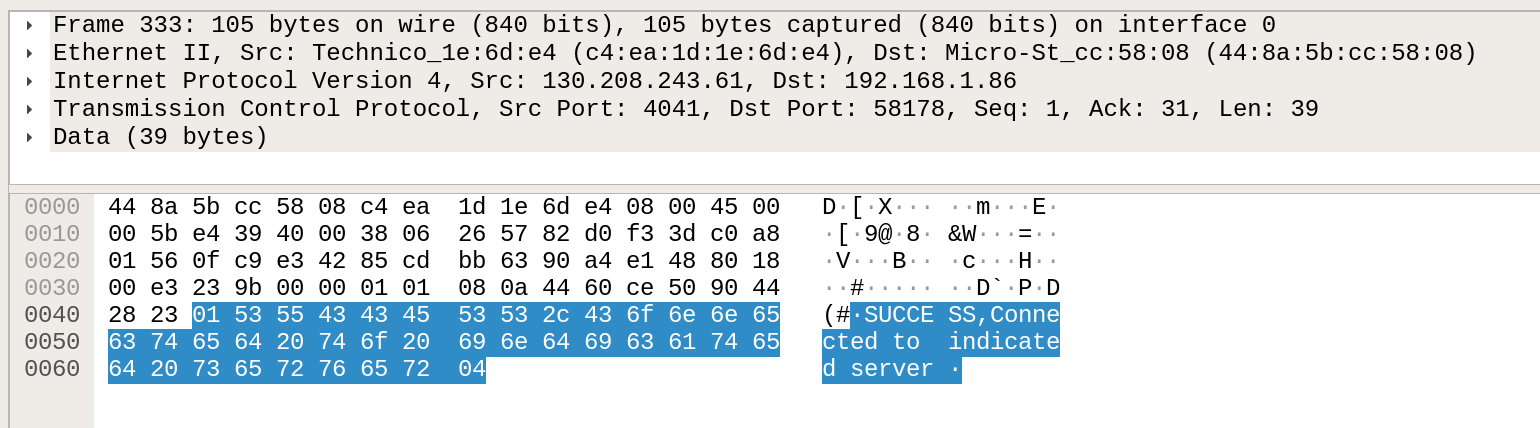 Frame 333: 105 bytes on wire (840 bits), 105 bytes captured (840 bits) on interface 0
Ethernet II, Src: Technico_1e:6d:e4 (c4:ea:1d:1e:6d:e4), Dst: Micro-St_cc:58:08 (44:8a:5b:cc:58:08)
Internet Protocol Version 4, Src: 130.208.243.61, Dst: 192.168.1.86
Transmission Control Protocol, Src Port: 4041, Dst Port: 58178, Seq: 1, Ack: 31, Len: 39
Data (39 bytes)
0000 44 8a 5b cc 58 08 c4 ea 1d 1e 6d e4 08 00 45 00 D·[·X··· ··m···E·
0010 00 5b e4 39 40 00 38 06 26 57 82 d0 f3 3d c0 a8 ·[·9@·8· &W···=··
0020 01 56 0f c9 e3 42 85 cd bb 63 90 a4 e1 48 80 18 ·V···B·· ·c···H··
0030 00 e3 23 9b 00 00 01 01 08 0a 44 60 ce 50 90 44 ··#····· ··D`·P·D
0040 28 23 01 53 55 43 43 45 53 53 2c 43 6f 6e 6e 65 (#·SUCCE SS,Conne
0050 63 74 65 64 20 74 6f 20 69 6e 64 69 63 61 74 65 cted to  indicate
0060 64 20 73 65 72 76 65 72 04 d server ·